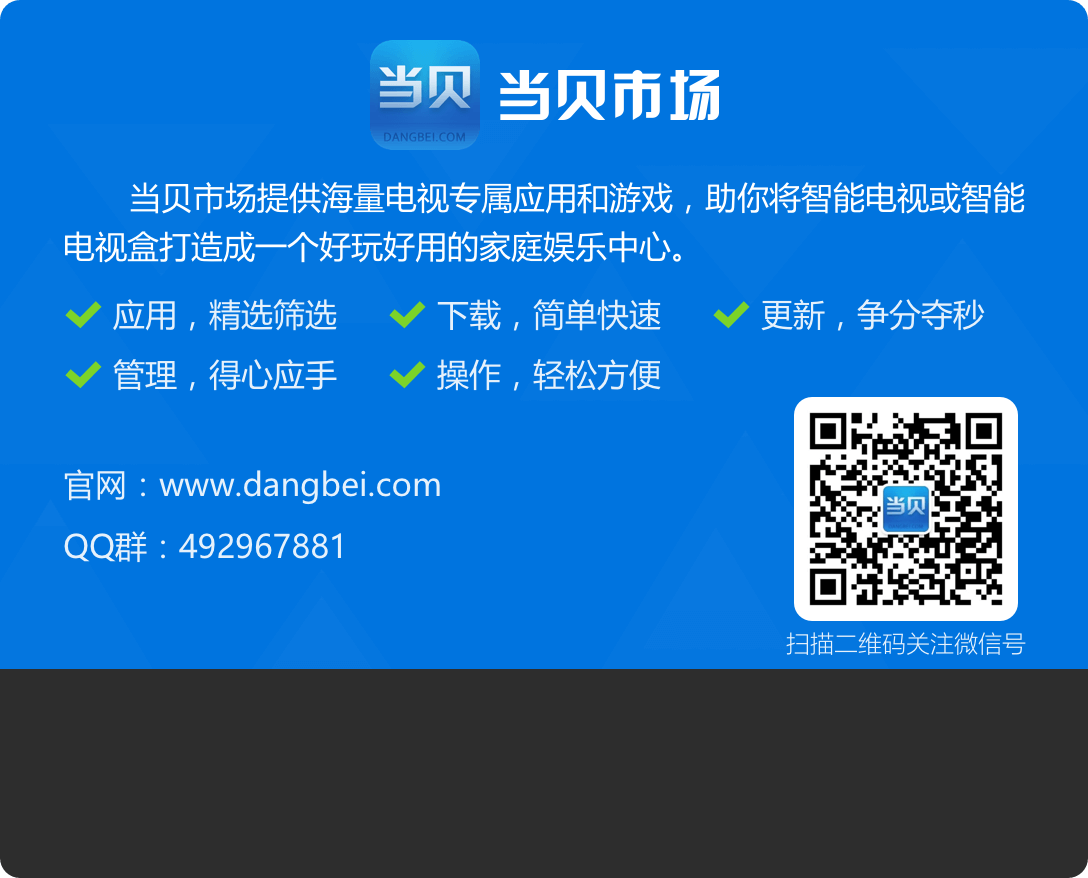 当贝
DANGBEI.COM
当贝市场
当贝市场提供海量电视专属应用和游戏，助你将智能电视或智能
电视盒打造成一个好玩好用的家庭娱乐中心。
应用，精选筛选 下载，简单快速 更新，争分夺秒
管理，得心应手 操作，轻松方便
官网：www.dangbei.com
QQ群：492967881
当贝
扫描二维码关注微信号